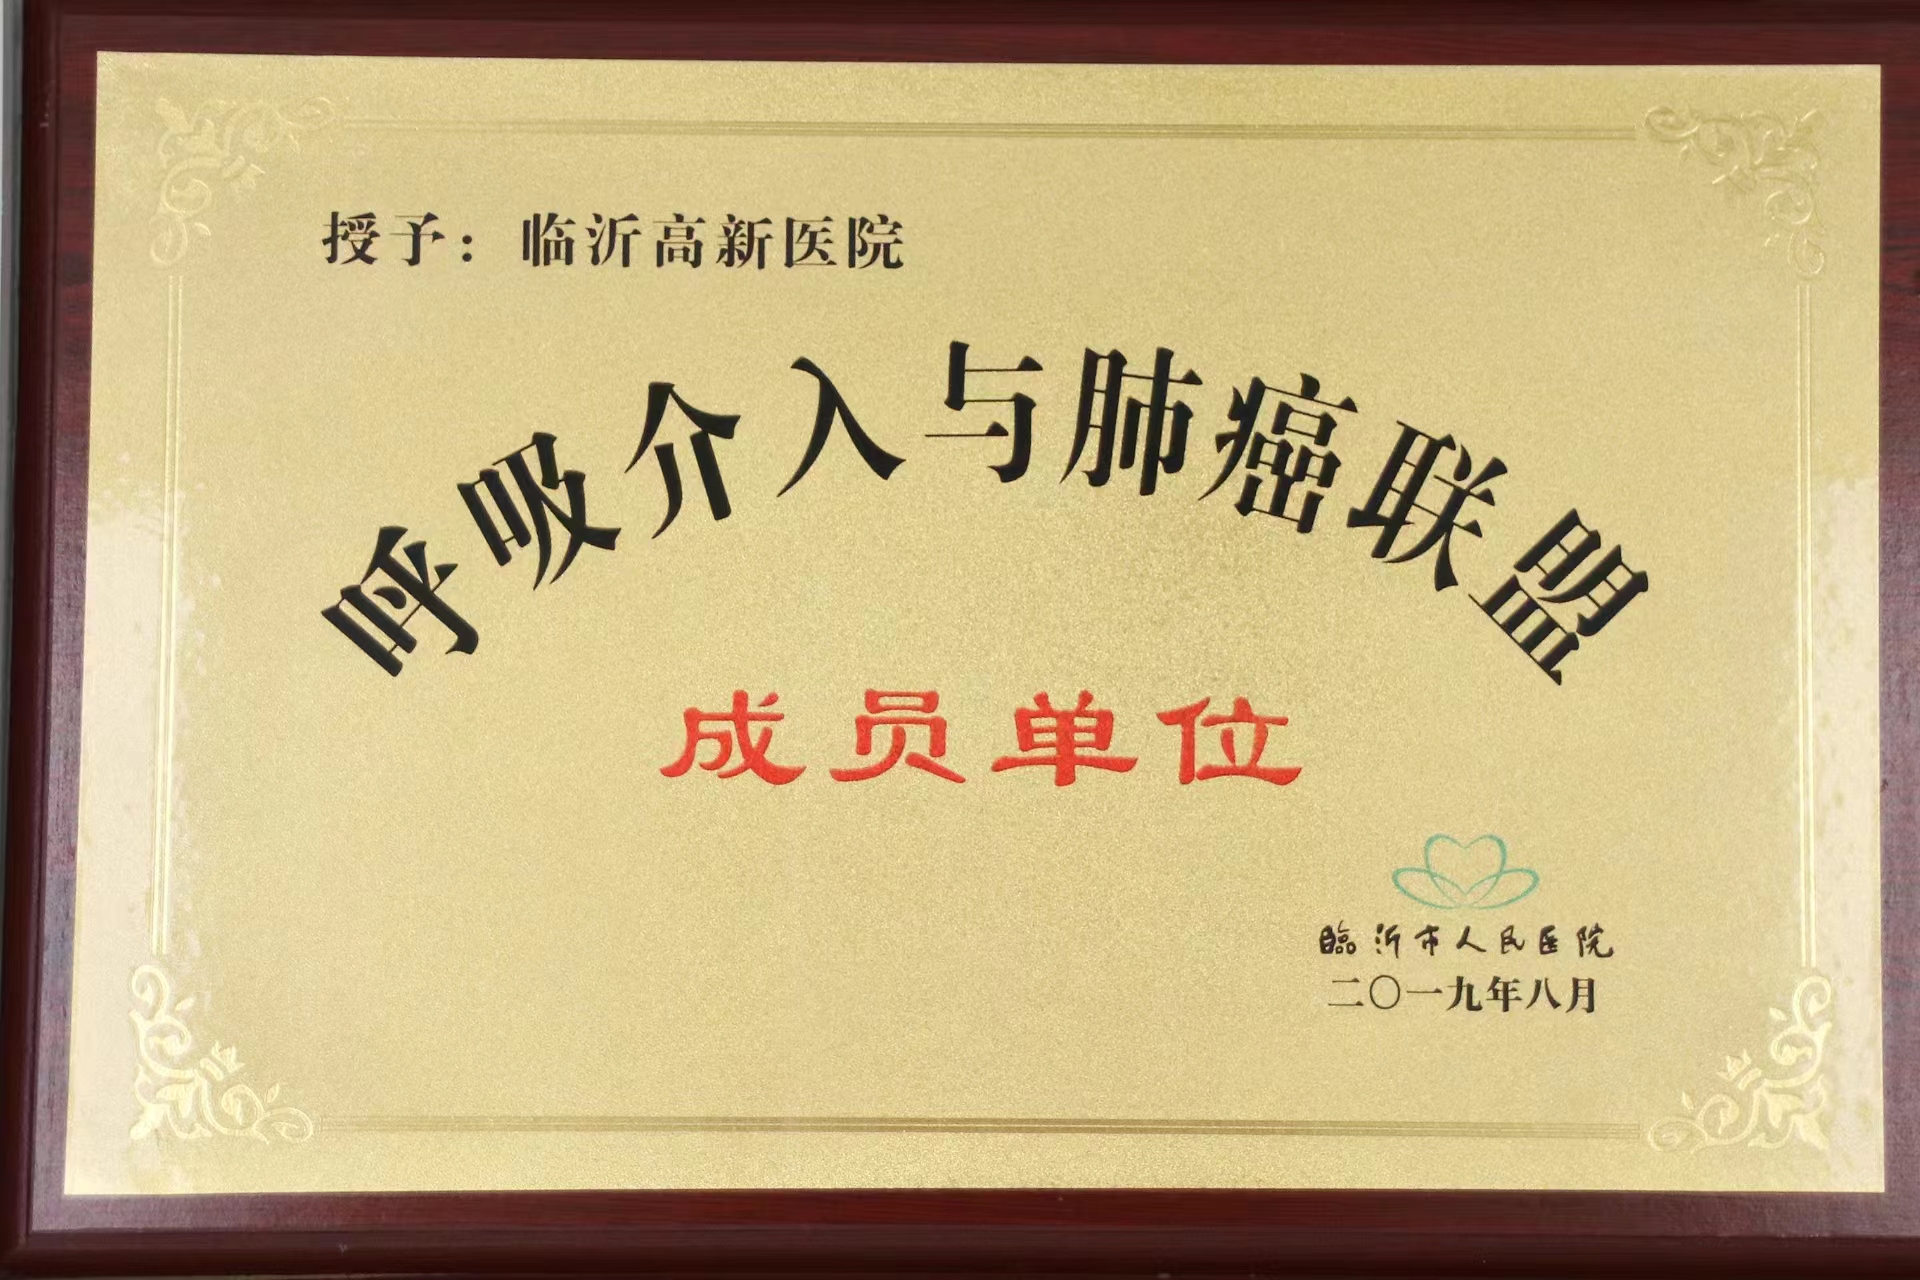 授予：临沂高新医院
呼吸介入与肺癌联盟
成员单位
臨沂市人民医院
二〇一九年八月